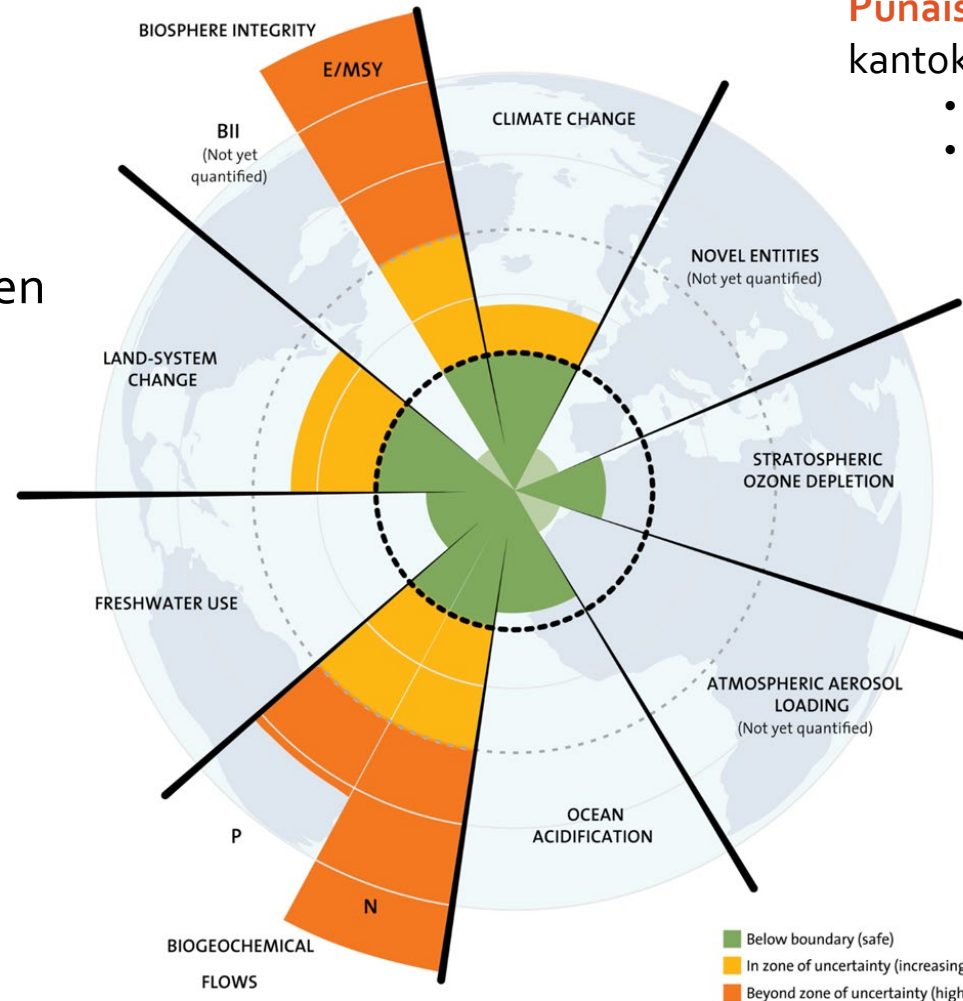 Punais
kantok
•
•
en
BIOSPHERE INTEGRITY
E/MSY
BII
(Not yet
quantified)
CLIMATE CHANGE
NOVEL ENTITIES
(Not yet quantified)
LAND-SYSTEM
CHANGE
STRATOSPHERIC
OZONE DEPLETION
FRESHWATER USE
ATMOSPHERIC AEROSOL
LOADING
(Not yet quantified)
OCEAN
ACIDIFICATION
P
N
BIOGEOCHEMICAL
FLOWS
Below boundary (safe)
In zone of uncertainty (increasing
Beyond zone of uncertainty (high